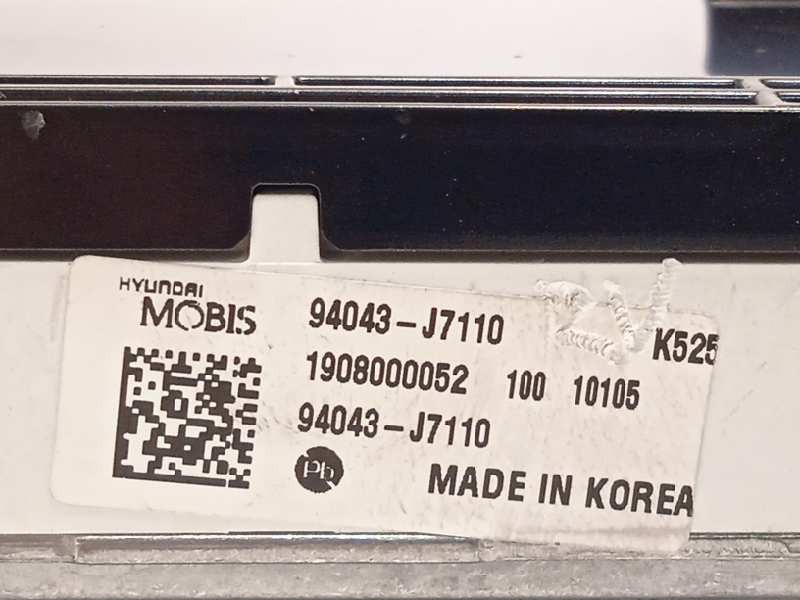 HYUNDAI
MOBIS
94043-J7110
K525
1908000052 100 10105
94043-J7110
Pb
MADE IN KOREA